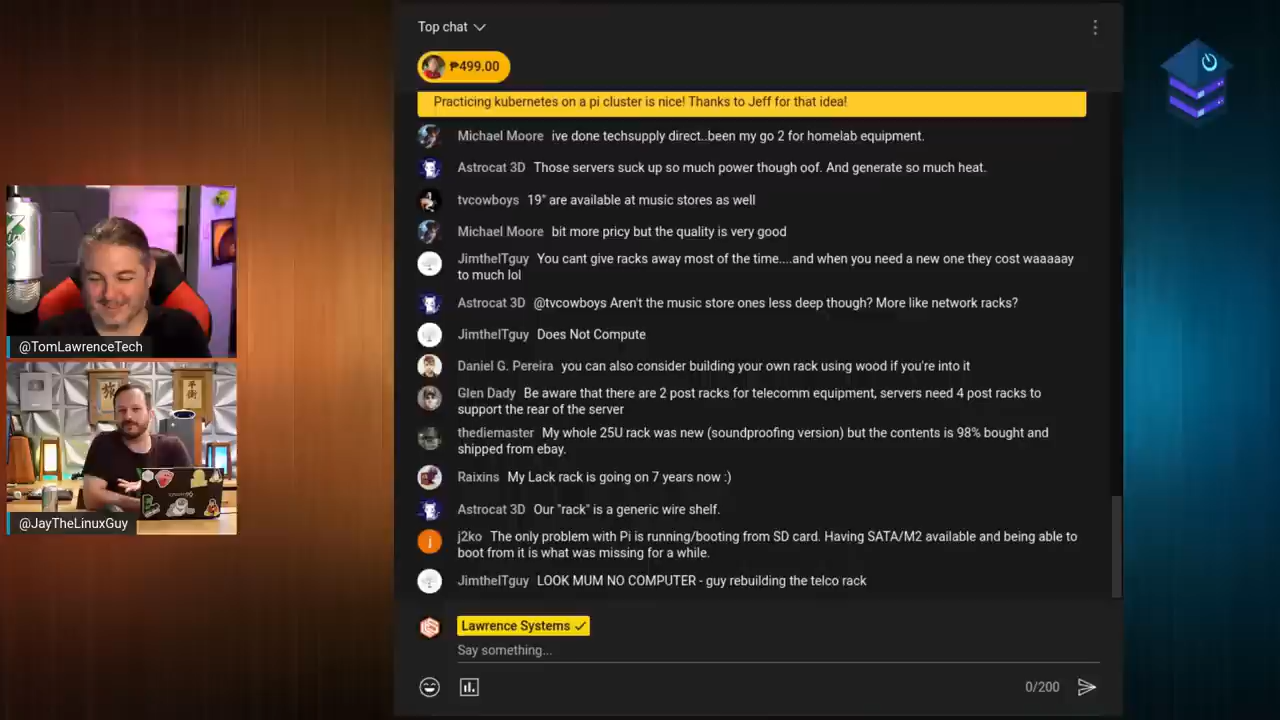 Top chat
₱499.00
Practicing kubernetes on a pi cluster is nice! Thanks to Jeff for that idea!
Michael Moore ive done techsupply direct..been my go 2 for homelab equipment.
Astrocat 3D Those servers suck up so much power though oof. And generate so much heat.
tvcowboys 19" are available at music stores as well
Michael Moore bit more pricy but the quality is very good
JimtheITguy You cant give racks away most of the time....and when you need a new one they cost waaaay
to much lol
Astrocat 3D @tvcowboys Aren't the music store ones less deep though? More like network racks?
JimtheITguy Does Not Compute
Daniel G. Pereira you can also consider building your own rack using wood if you're into it
Glen Dady Be aware that there are 2 post racks for telecomm equipment, servers need 4 post racks to
support the rear of the server
thediemaster My whole 25U rack was new (soundproofing version) but the contents is 98% bought and
shipped from ebay.
Raixins My Lack rack is going on 7 years now :)
Astrocat 3D Our "rack" is a generic wire shelf.
j j2ko The only problem with Pi is running/booting from SD card. Having SATA/M2 available and being able to
boot from it is what was missing for a while.
JimtheITguy LOOK MUM NO COMPUTER - guy rebuilding the telco rack
Lawrence Systems
Say something...
0/200
@TomLawrenceTech
@JayTheLinuxGuy